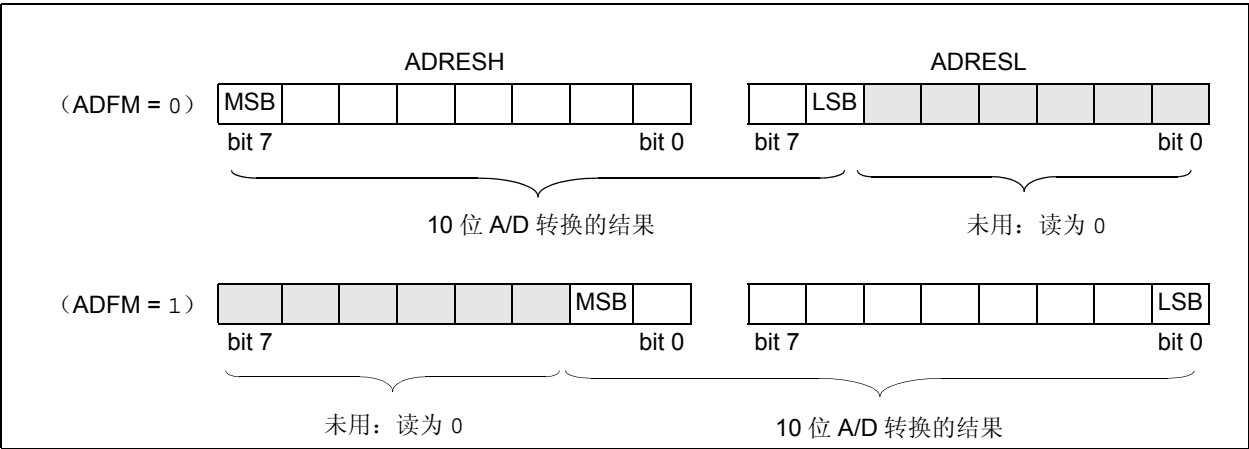 ADRESH ADRESL
（ADFM = 0） MSB LSB
bit 7 bit 0 bit 7 bit 0
10 位 A/D 转换的结果 未用：读为 0
（ADFM = 1） MSB LSB
bit 7 bit 0 bit 7 bit 0
未用：读为 0 10 位 A/D 转换的结果